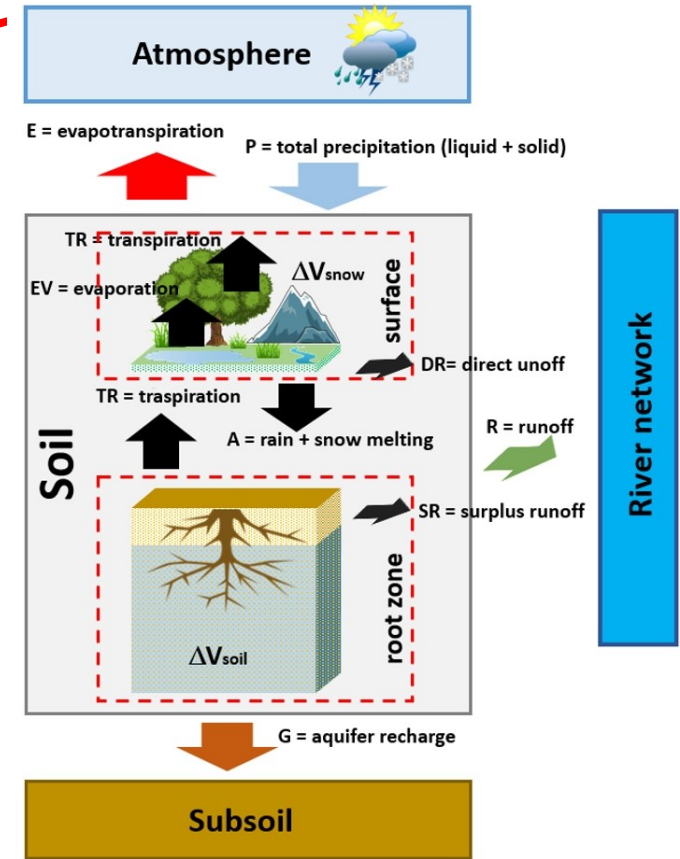 Atmosphere
E = evapotranspiration
P = total precipitation (liquid + solid)
TR = transpiration
ΔVsnow
EV = evaporation
surface
DR= direct unoff
TR = traspiration
A = rain + snow melting
R = runoff
Soil
River network
SR = surplus runoff
root zone
ΔVsoil
G = aquifer recharge
Subsoil